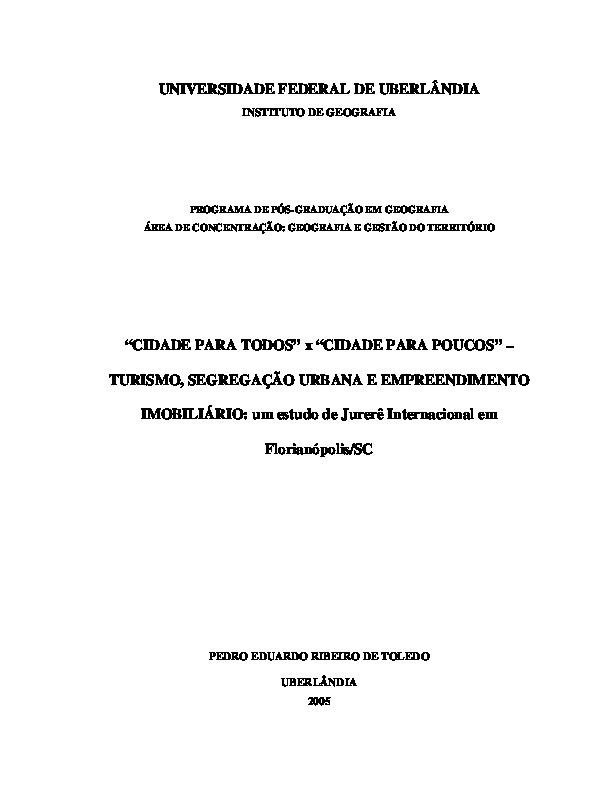 UNIVERSIDADE FEDERAL DE UBERLÂNDIA
INSTITUTO DE GEOGRAFIA
PROGRAMA DE PÓS-GRADUAÇÃO EM GEOGRAFIA
ÁREA DE CONCENTRAÇÃO: GEOGRAFIA E GESTÃO DO TERRITÓRIO
“CIDADE PARA TODOS” x “CIDADE PARA POUCOS” –
TURISMO, SEGREGAÇÃO URBANA E EMPREENDIMENTO
IMOBILIÁRIO: um estudo de Jurerê Internacional em
Florianópolis/SC
PEDRO EDUARDO RIBEIRO DE TOLEDO
UBERLÂNDIA
2005